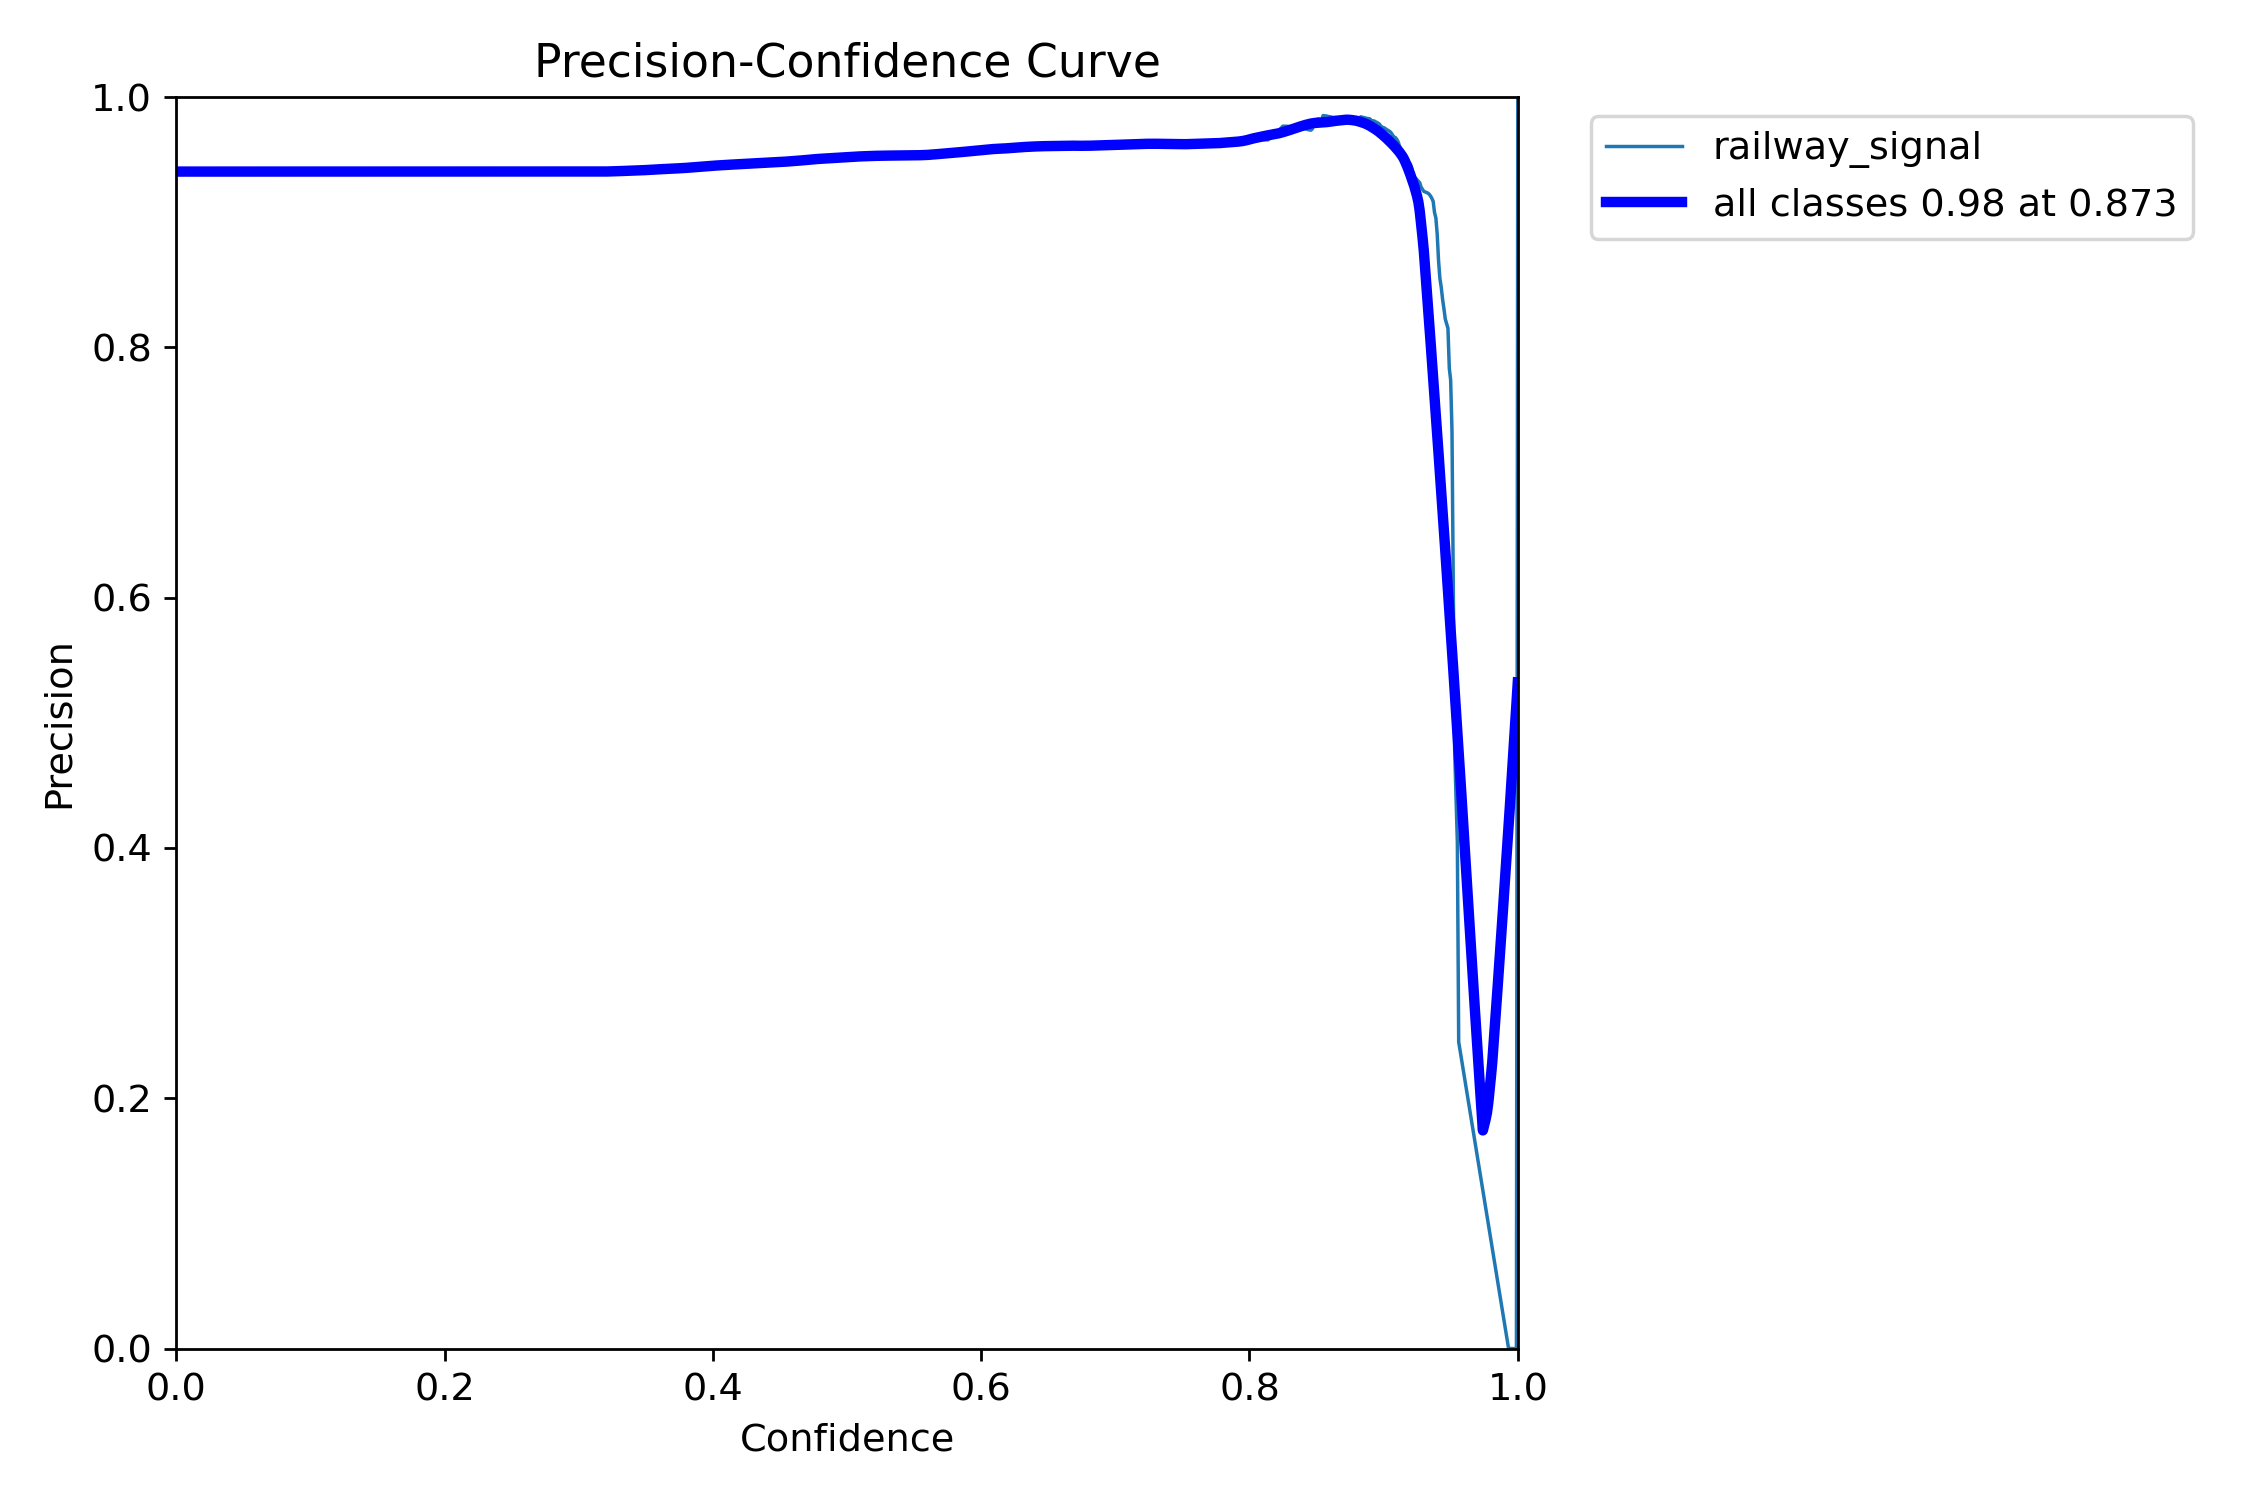 Precision-Confidence Curve
1.0
0.8
0.6
0.4
0.2
0.0
Precision
0.0 0.2 0.4 0.6 0.8 1.0
Confidence
railway_signal
all classes 0.98 at 0.873